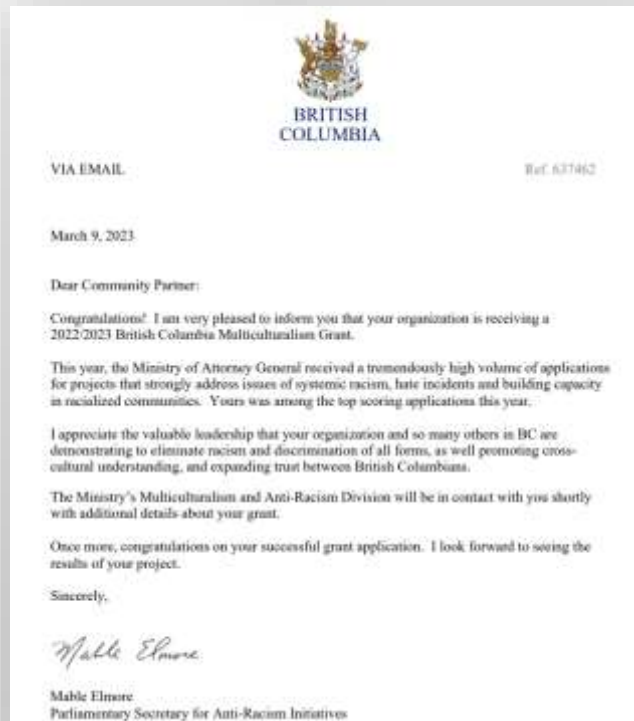 BRITISH
COLUMBIA
VIA EMAIL
Ref. 637462
March 9, 2023
Dear Community Partner:
Congratulations! I am very pleased to inform you that your organization is receiving a
2022/2023 British Columbia Multiculturalism Grant.
This year, the Ministry of Attorney General received a tremendously high volume of applications
for projects that strongly address issues of systemic racism, hate incidents and building capacity
in racialized communities. Yours was among the top scoring applications this year.
I appreciate the valuable leadership that your organization and so many others in BC are
demonstrating to eliminate racism and discrimination of all forms, as well promoting cross-
cultural understanding, and expanding trust between British Columbians.
The Ministry's Multiculturalism and Anti-Racism Division will be in contact with you shortly
with additional details about your grant.
Once more, congratulations on your successful grant application. I look forward to seeing the
results of your project.
Sincerely,
Mable Elmore
Mable Elmore
Parliamentary Secretary for Anti-Racism Initiatives